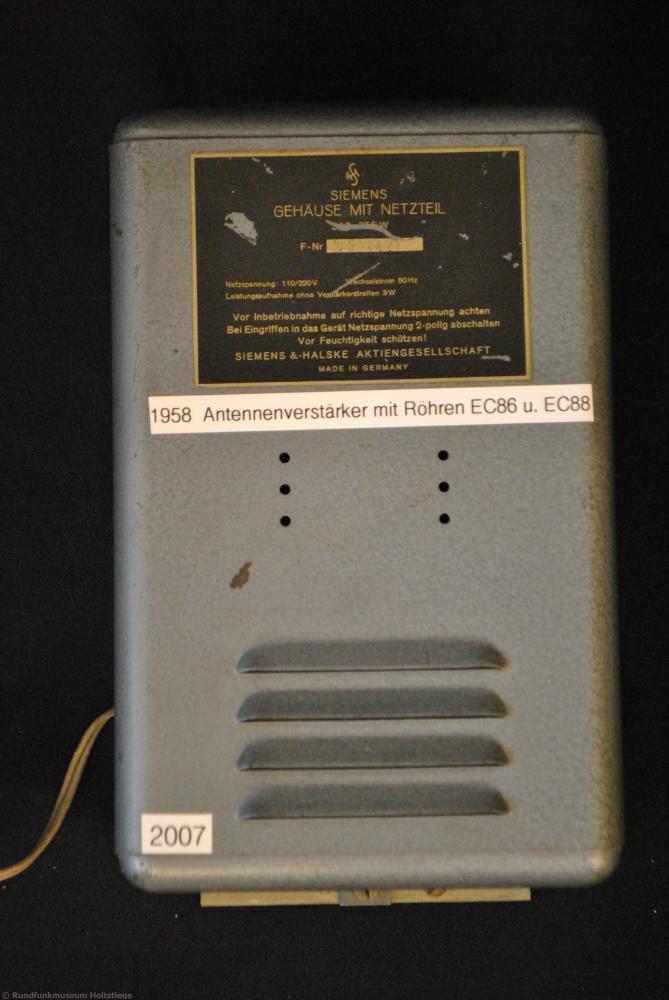 SIEMENS
GEHÄUSE MIT NETZTEIL
F-Nr
Netzspannung: 110/220V Wechselstrom 50Hz
Leistungsaufnahme ohne Verstärkerstreifen 9W
Vor Inbetriebnahme auf richtige Netzspannung achten
Bei Eingriffen in das Gerät Netzspannung 2-polig abschalten
Vor Feuchtigkeit schützen!
SIEMENS & HALSKE AKTIENGESELLSCHAFT
MADE IN GERMANY
1958 Antennenverstärker mit Röhren EC86 u. EC88
2007
© Rundfunkmuseum Holtstiege